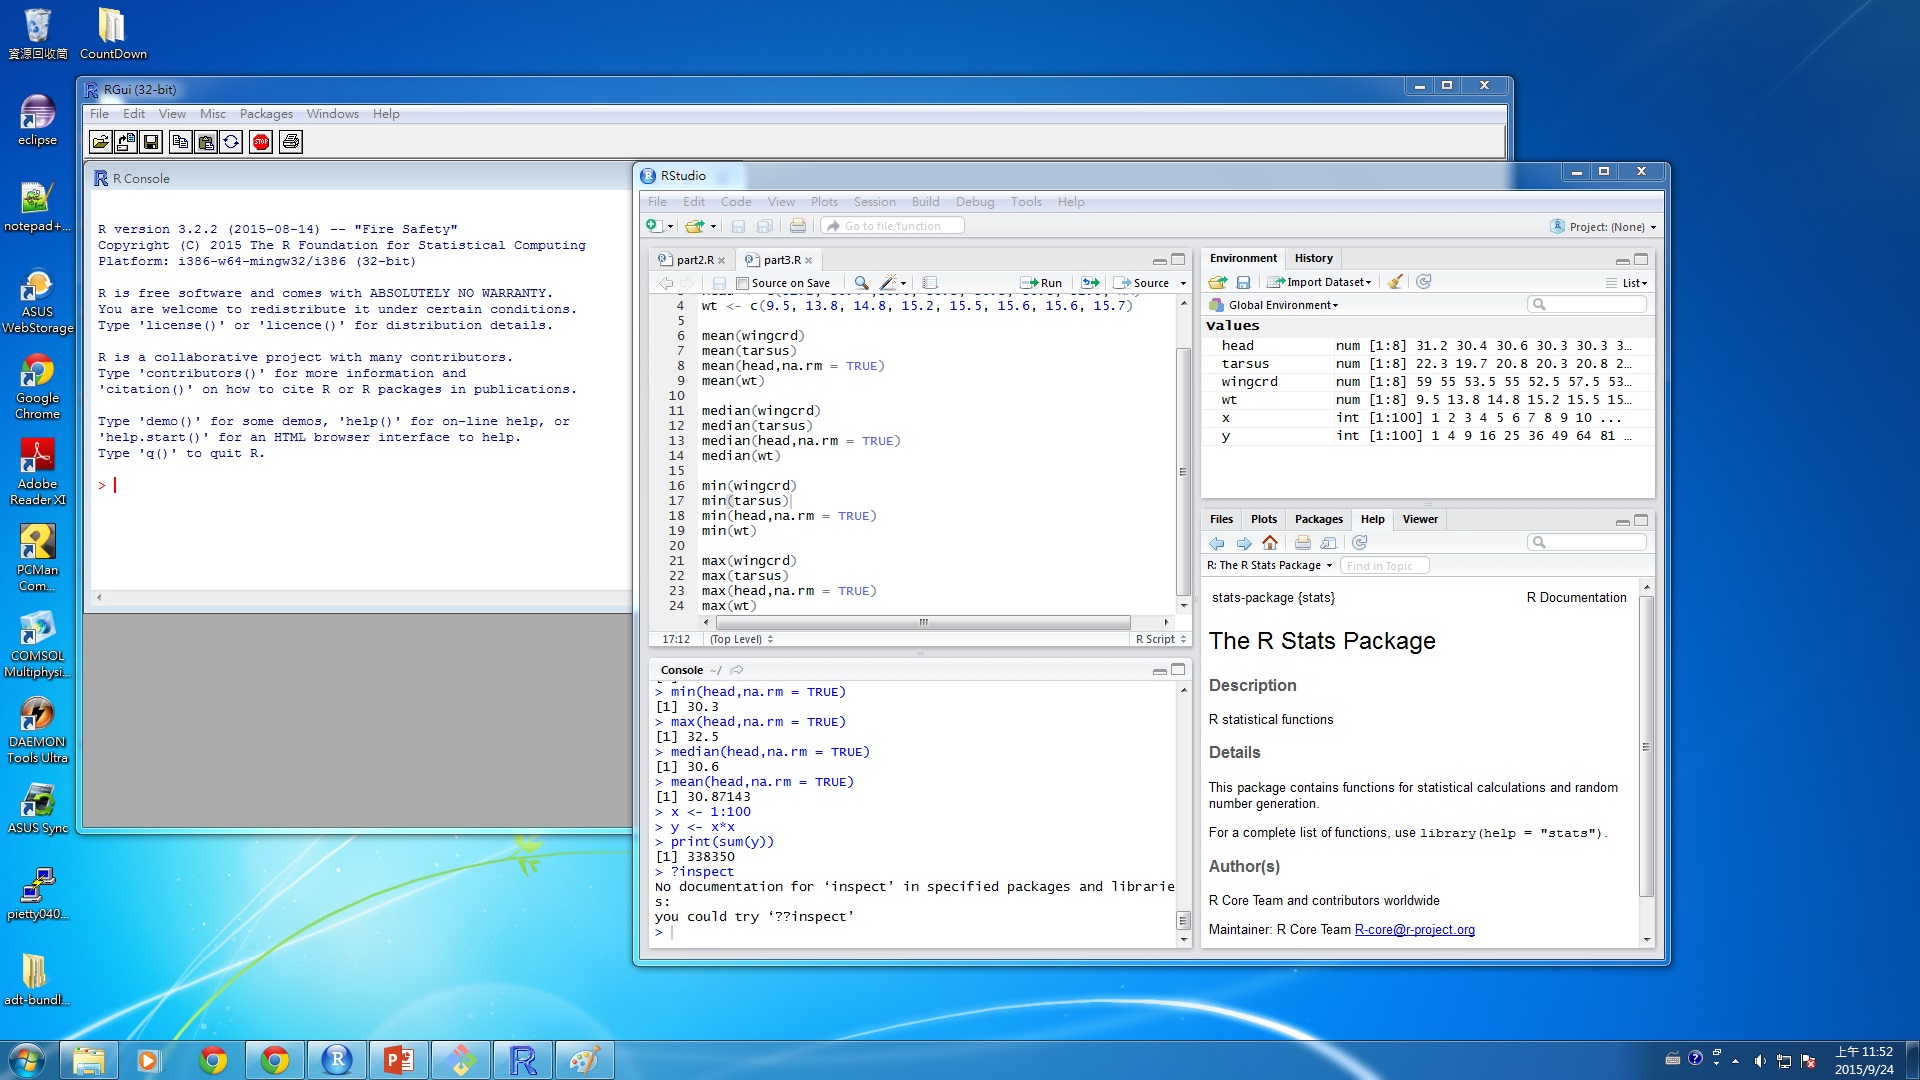 資源回收筒
CountDown
eclipse
notepad+...
ASUS
WebStorage
Google
Chrome
Adobe
Reader XI
PCMan
Com...
COMSOL
Multiphysi...
DAEMON
Tools Ultra
ASUS Sync
pietty040...
adt-bundl...
RGui (32-bit)
File Edit View Misc Packages Windows Help
STOP
R Console
R version 3.2.2 (2015-08-14) -- "Fire Safety"
Copyright (C) 2015 The R Foundation for Statistical Computing
Platform: i386-w64-mingw32/i386 (32-bit)
R is free software and comes with ABSOLUTELY NO WARRANTY.
You are welcome to redistribute it under certain conditions.
Type 'license()' or 'licence()' for distribution details.
R is a collaborative project with many contributors.
Type 'contributors()' for more information and
'citation()' on how to cite R or R packages in publications.
Type 'demo()' for some demos, 'help()' for on-line help, or
'help.start()' for an HTML browser interface to help.
Type 'q()' to quit R.
>
RStudio
File Edit Code View Plots Session Build Debug Tools Help
Go to file/function
Project: (None)
part2.R part3.R
Source on Save Run Source
4 wt <- c(9.5, 13.8, 14.8, 15.2, 15.5, 15.6, 15.6, 15.7)
5
6 mean(wingcrd)
7 mean(tarsus)
8 mean(head,na.rm = TRUE)
9 mean(wt)
10
11 median(wingcrd)
12 median(tarsus)
13 median(head,na.rm = TRUE)
14 median(wt)
15
16 min(wingcrd)
17 min(tarsus)
18 min(head,na.rm = TRUE)
19 min(wt)
20
21 max(wingcrd)
22 max(tarsus)
23 max(head,na.rm = TRUE)
24 max(wt)
17:12 (Top Level) R Script
Console ~/
> min(head,na.rm = TRUE)
[1] 30.3
> max(head,na.rm = TRUE)
[1] 32.5
> median(head,na.rm = TRUE)
[1] 30.6
> mean(head,na.rm = TRUE)
[1] 30.87143
> x <- 1:100
> y <- x*x
> print(sum(y))
[1] 338350
> ?inspect
No documentation for ‘inspect’ in specified packages and librarie
s:
you could try ‘??inspect’
>
Environment History
Import Dataset List
Global Environment
Values
head num [1:8] 31.2 30.4 30.6 30.3 30.3 3...
tarsus num [1:8] 22.3 19.7 20.8 20.3 20.8 2...
wingcrd num [1:8] 59 55 53.5 55 52.5 57.5 53...
wt num [1:8] 9.5 13.8 14.8 15.2 15.5 15...
x int [1:100] 1 2 3 4 5 6 7 8 9 10 ...
y int [1:100] 1 4 9 16 25 36 49 64 81 ...
Files Plots Packages Help Viewer
R: The R Stats Package Find in Topic
stats-package {stats} R Documentation
The R Stats Package
Description
R statistical functions
Details
This package contains functions for statistical calculations and random
number generation.
For a complete list of functions, use library(help = "stats").
Author(s)
R Core Team and contributors worldwide
Maintainer: R Core Team R-core@r-project.org
上午 11:52
2015/9/24